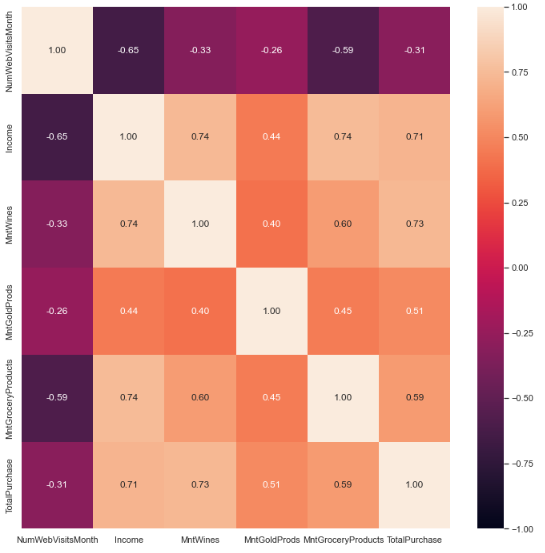 NumWebVisitsMonth 1.00 -0.65 -0.33 -0.26 -0.59 -0.31
Income -0.65 1.00 0.74 0.44 0.74 0.71
MntWines -0.33 0.74 1.00 0.40 0.60 0.73
MntGoldProds -0.26 0.44 0.40 1.00 0.45 0.51
MntGroceryProducts -0.59 0.74 0.60 0.45 1.00 0.59
TotalPurchase -0.31 0.71 0.73 0.51 0.59 1.00
NumWebVisitsMonth Income MntWines MntGoldProds MntGroceryProducts TotalPurchase
1.00
0.75
0.50
0.25
0.00
-0.25
-0.50
-0.75
-1.00